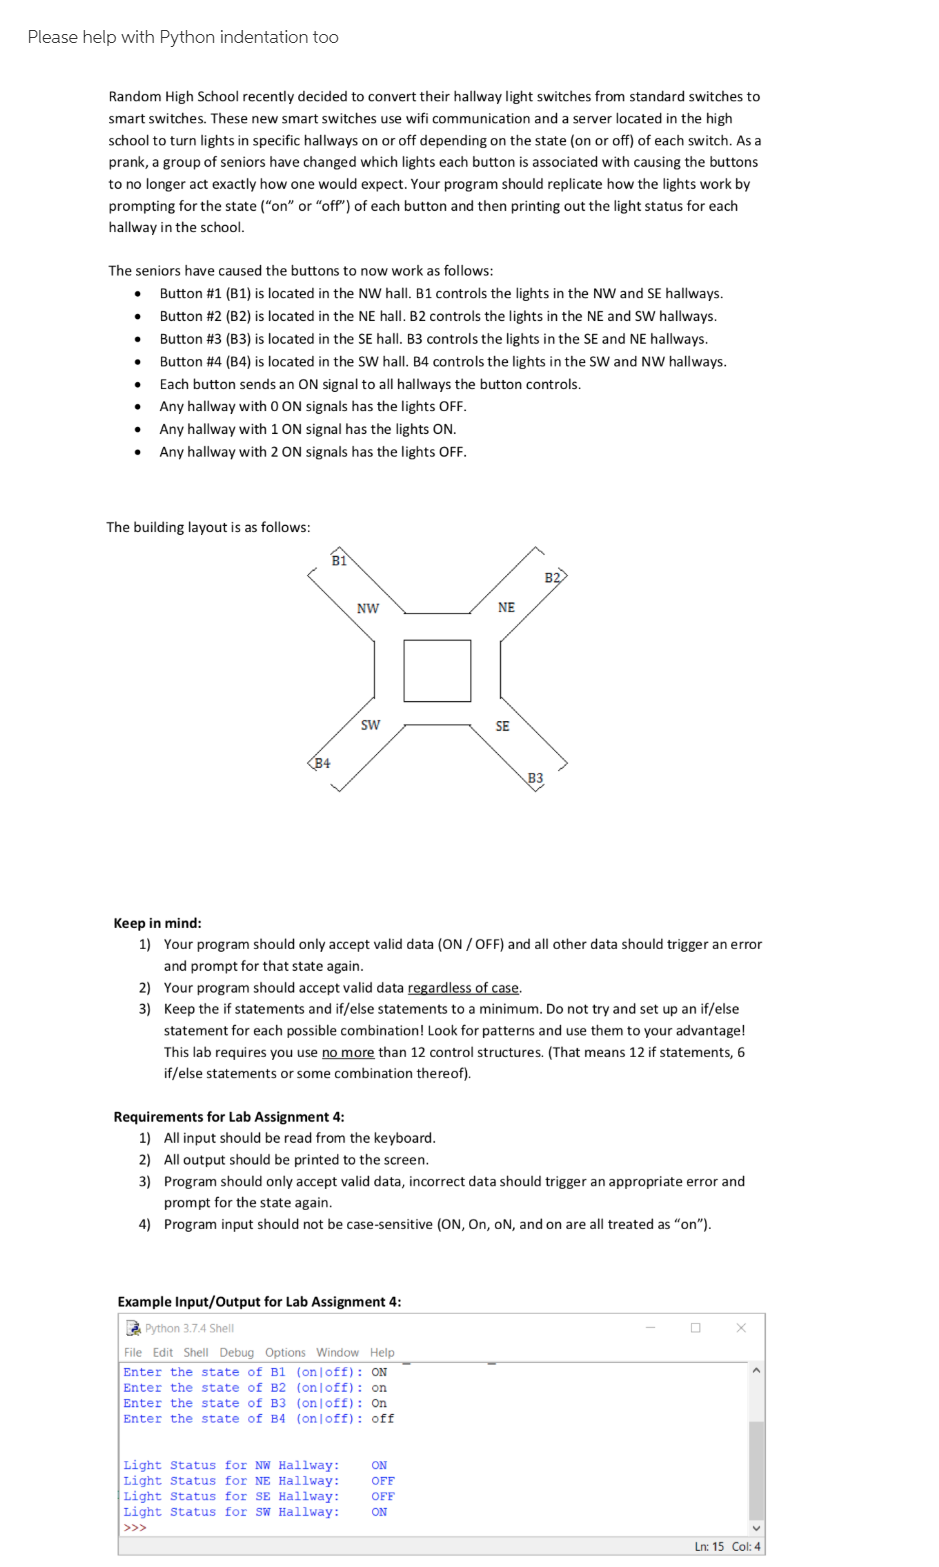 Please help with Python indentation too
Random High School recently decided to convert their hallway light switches from standard switches to
smart switches. These new smart switches use wifi communication and a server located in the high
school to turn lights in specific hallways on or off depending on the state (on or off) of each switch. As a
prank, a group of seniors have changed which lights each button is associated with causing the buttons
to no longer act exactly how one would expect. Your program should replicate how the lights work by
prompting for the state (“on” or “off”) of each button and then printing out the light status for each
hallway in the school.
The seniors have caused the buttons to now work as follows:
• Button #1 (B1) is located in the NW hall. B1 controls the lights in the NW and SE hallways.
• Button #2 (B2) is located in the NE hall. B2 controls the lights in the NE and SW hallways.
• Button #3 (B3) is located in the SE hall. B3 controls the lights in the SE and NE hallways.
• Button #4 (B4) is located in the SW hall. B4 controls the lights in the SW and NW hallways.
• Each button sends an ON signal to all hallways the button controls.
• Any hallway with 0 ON signals has the lights OFF.
• Any hallway with 1 ON signal has the lights ON.
• Any hallway with 2 ON signals has the lights OFF.
The building layout is as follows:
B1
B2
NW
NE
SW
SE
B4
B3
Keep in mind:
1) Your program should only accept valid data (ON / OFF) and all other data should trigger an error
and prompt for that state again.
2) Your program should accept valid data regardless of case.
3) Keep the if statements and if/else statements to a minimum. Do not try and set up an if/else
statement for each possible combination! Look for patterns and use them to your advantage!
This lab requires you use no more than 12 control structures. (That means 12 if statements, 6
if/else statements or some combination thereof).
Requirements for Lab Assignment 4:
1) All input should be read from the keyboard.
2) All output should be printed to the screen.
3) Program should only accept valid data, incorrect data should trigger an appropriate error and
prompt for the state again.
4) Program input should not be case-sensitive (ON, On, oN, and on are all treated as “on”).
Example Input/Output for Lab Assignment 4:
Python 3.7.4 Shell
File Edit Shell Debug Options Window Help
Enter the state of B1 (on|off): ON
Enter the state of B2 (on|off): on
Enter the state of B3 (on|off): On
Enter the state of B4 (on|off): off
Light Status for NW Hallway: ON
Light Status for NE Hallway: OFF
Light Status for SE Hallway: OFF
Light Status for SW Hallway: ON
>>>
Ln: 15 Col: 4